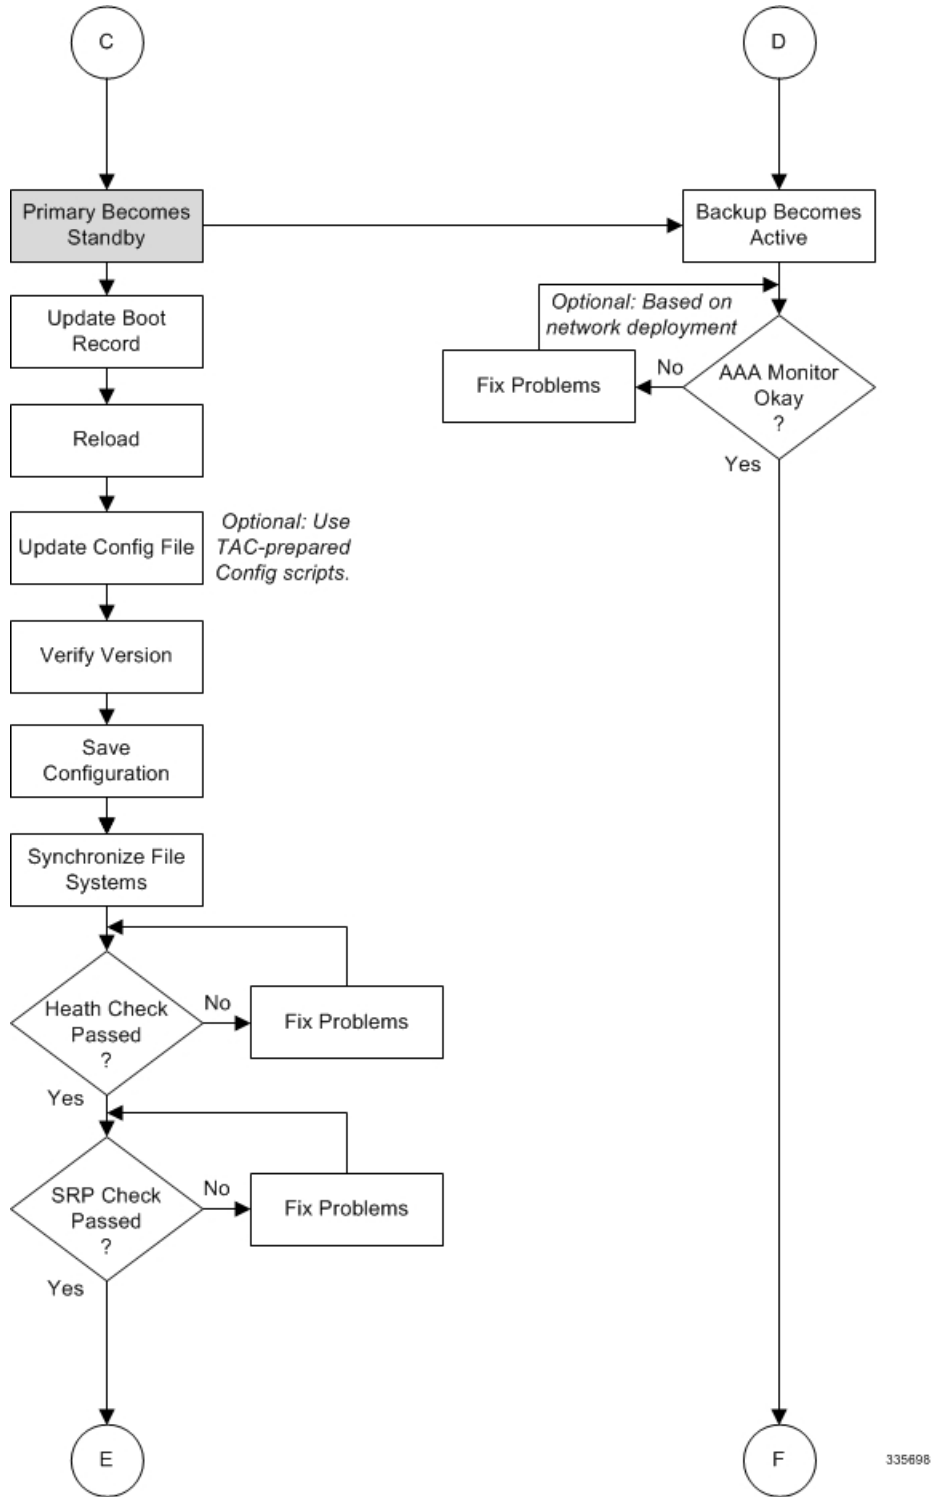 C
D
Primary Becomes
Standby
Backup Becomes
Active
Update Boot
Record
Optional: Based on
network deployment
Fix Problems
No
AAA Monitor
Okay
?
Yes
Reload
Update Config File
Optional: Use
TAC-prepared
Config scripts.
Verify Version
Save
Configuration
Synchronize File
Systems
Heath Check
Passed
?
No
Fix Problems
Yes
SRP Check
Passed
?
No
Fix Problems
Yes
E
F
335698